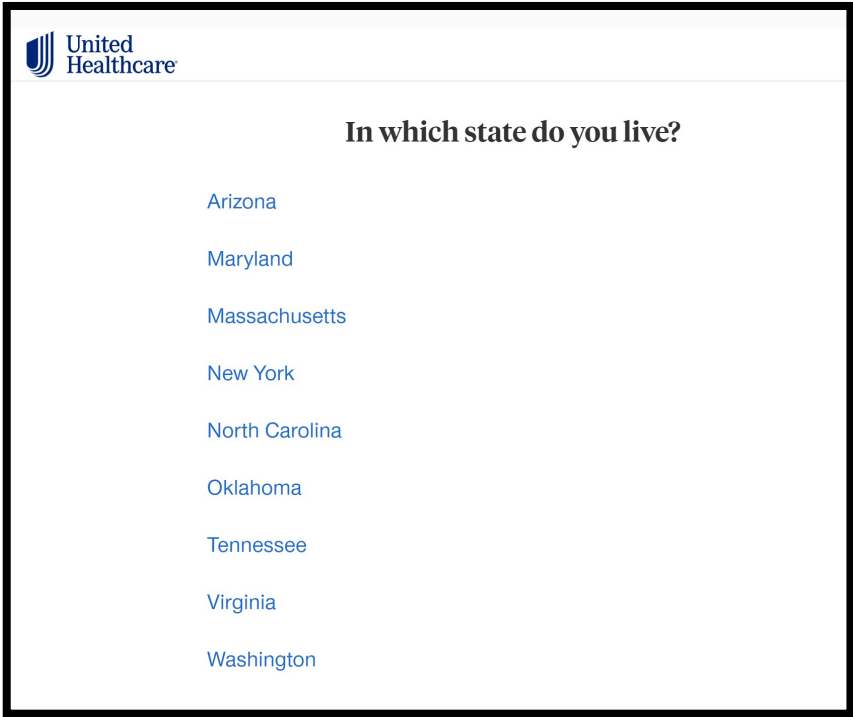 United
Healthcare
In which state do you live?
Arizona
Maryland
Massachusetts
New York
North Carolina
Oklahoma
Tennessee
Virginia
Washington